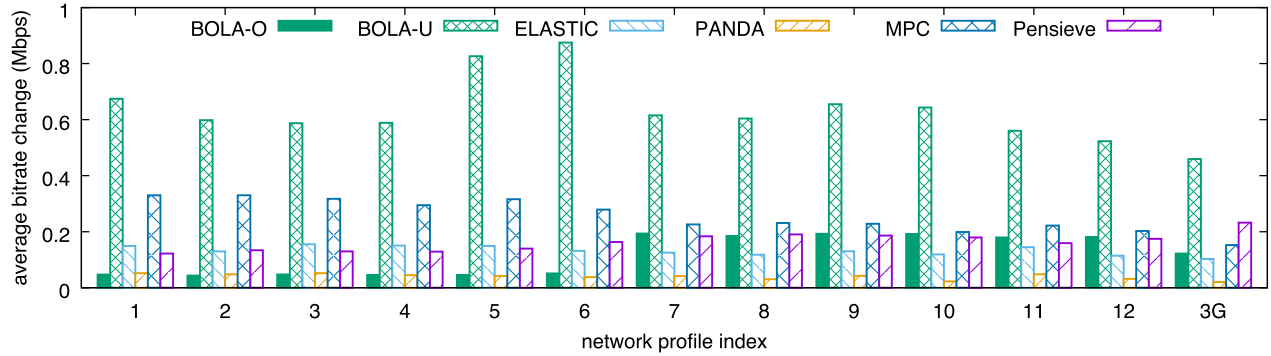 BOLA-O BOLA-U ELASTIC PANDA MPC Pensieve
average bitrate change (Mbps)
1
0.8
0.6
0.4
0.2
0
1 2 3 4 5 6 7 8 9 10 11 12 3G
network profile index